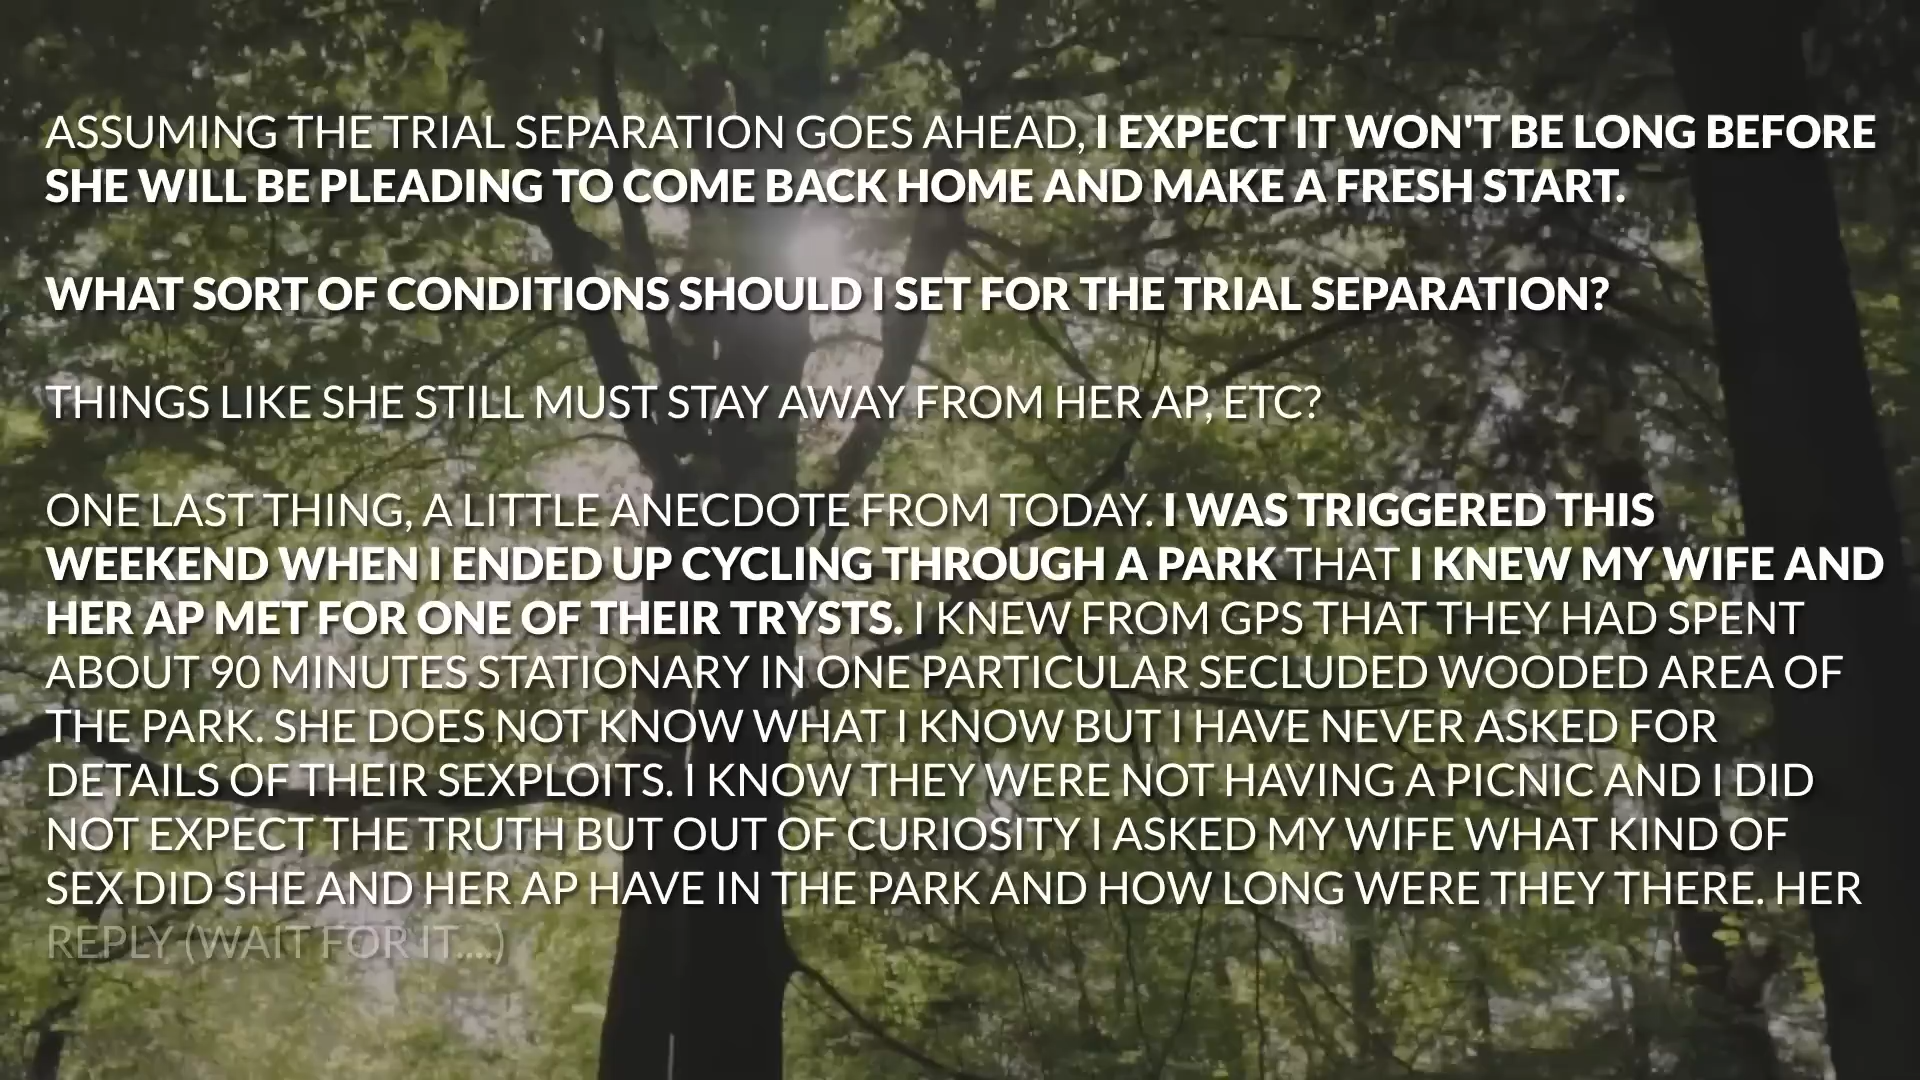 ASSUMING THE TRIAL SEPARATION GOES AHEAD, I EXPECT IT WON'T BE LONG BEFORE
SHE WILL BE PLEADING TO COME BACK HOME AND MAKE A FRESH START.
WHAT SORT OF CONDITIONS SHOULD I SET FOR THE TRIAL SEPARATION?
THINGS LIKE SHE STILL MUST STAY AWAY FROM HER AP, ETC?
ONE LAST THING, A LITTLE ANECDOTE FROM TODAY. I WAS TRIGGERED THIS
WEEKEND WHEN I ENDED UP CYCLING THROUGH A PARK THAT I KNEW MY WIFE AND
HER AP MET FOR ONE OF THEIR TRYSTS. I KNEW FROM GPS THAT THEY HAD SPENT
ABOUT 90 MINUTES STATIONARY IN ONE PARTICULAR SECLUDED WOODED AREA OF
THE PARK. SHE DOES NOT KNOW WHAT I KNOW BUT I HAVE NEVER ASKED FOR
DETAILS OF THEIR SEXPLOITS. I KNOW THEY WERE NOT HAVING A PICNIC AND I DID
NOT EXPECT THE TRUTH BUT OUT OF CURIOSITY I ASKED MY WIFE WHAT KIND OF
SEX DID SHE AND HER AP HAVE IN THE PARK AND HOW LONG WERE THEY THERE. HER
REPLY (WAIT FOR IT....)